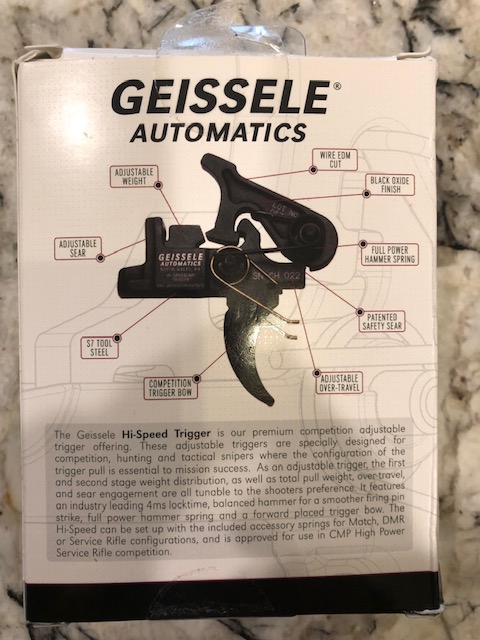 GEISSELE®
AUTOMATICS
WIRE EDM
CUT
ADJUSTABLE
WEIGHT
BLACK OXIDE
FINISH
LOT NO
ADJUSTABLE
SEAR
GEISSELE
AUTOMATICS
FULL POWER
HAMMER SPRING
SN CH 022
PATENTED
SAFETY SEAR
S7 TOOL
STEEL
COMPETITION
TRIGGER BOW
ADJUSTABLE
OVER-TRAVEL
The Geissele Hi-Speed Trigger is our premium competition adjustable
trigger offering. These adjustable triggers are specially designed for
competition, hunting and tactical snipers where the configuration of the
trigger pull is essential to mission success. As an adjustable trigger, the first
and second stage weight distribution, as well as total pull weight, over-travel,
and sear engagement are all tunable to the shooters preference. It features
an industry leading 4ms locktime, balanced hammer for a smoother firing pin
strike, full power hammer spring and a forward placed trigger bow. The
Hi-Speed can be set up with the included accessory springs for Match, DMR
or Service Rifle configurations, and is approved for use in CMP High Power
Service Rifle competition.